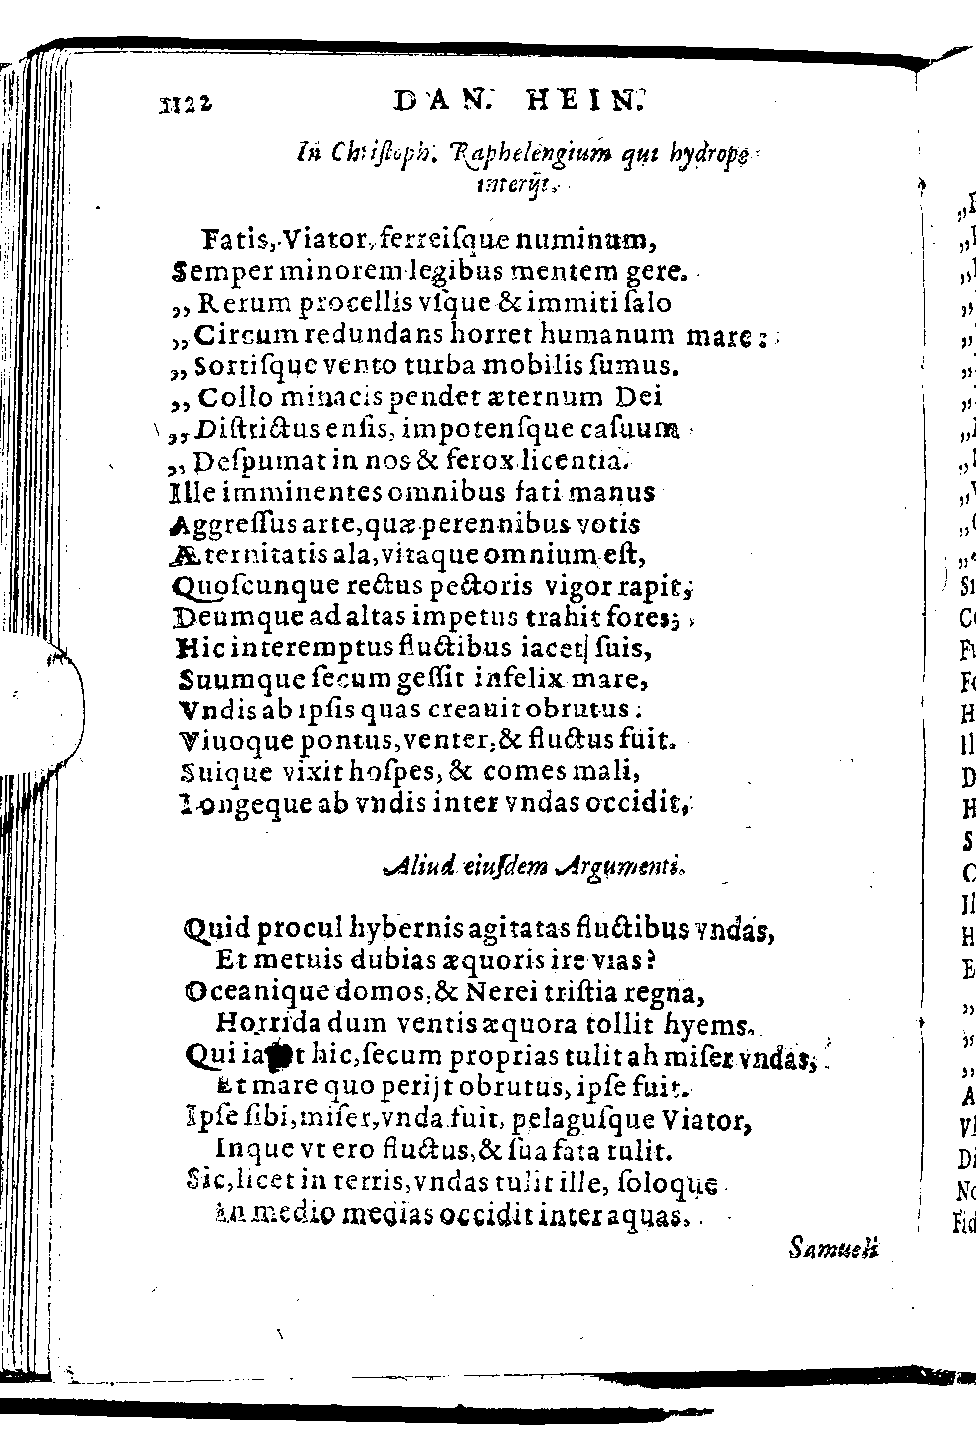 1122 DAN. HEIN.
In Christoph. Raphelengium qui hydrope
interijt.
Fatis, Viator, ferreiſque numinum,
Semper minorem legibus mentem gere.
„ Rerum procellis vſque & immiti ſalo
„ Circum redundans horret humanum mare:
„ Sortiſque vento turba mobilis ſumus.
„ Collo minacis pendet æternum Dei
„ Diſtrictus enſis, impotenſque caſuum
„ Deſpumat in nos & ferox licentia.
Ille imminentes omnibus fati manus
Aggreſſus arte, quæ perennibus votis
Æternitatis ala, vitaque omnium eſt,
Quoſcunque rectus pectoris vigor rapit,
Deumque ad altas impetus trahit fores;
Hic interemptus fluctibus iacet ſuis,
Suumque ſecum geſſit infelix mare,
Vndis ab ipſis quas creauit obrutus:
Viuoque pontus, venter, & fluctus fuit.
Suique vixit hoſpes, & comes mali,
Longeque ab vndis inter vndas occidit.
Aliud eiuſdem Argumenti.
Quid procul hybernis agitatas fluctibus vndas,
Et metuis dubias æquoris ire vias?
Oceanique domos, & Nerei triſtia regna,
Horrida dum ventis æquora tollit hyems.
Qui iacet hic, ſecum proprias tulit ah miſer vndas,
Et mare quo perijt obrutus, ipſe fuit.
Ipſe ſibi, miſer, vnda fuit, pelaguſque Viator,
Inque vtero fluctus, & ſua fata tulit.
Sic, licet in terris, vndas tulit ille, ſoloque
In medio medias occidit inter aquas.
Samueli